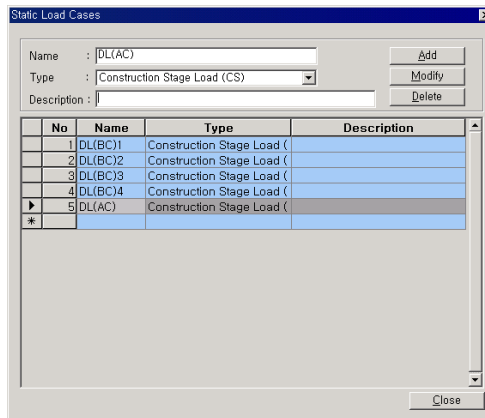 Static Load Cases
Name : DL(AC) Add
Type : Construction Stage Load (CS) Modify
Description : Delete
No Name Type Description
1 DL(BC)1 Construction Stage Load (
2 DL(BC)2 Construction Stage Load (
3 DL(BC)3 Construction Stage Load (
4 DL(BC)4 Construction Stage Load (
5 DL(AC) Construction Stage Load (
*
Close